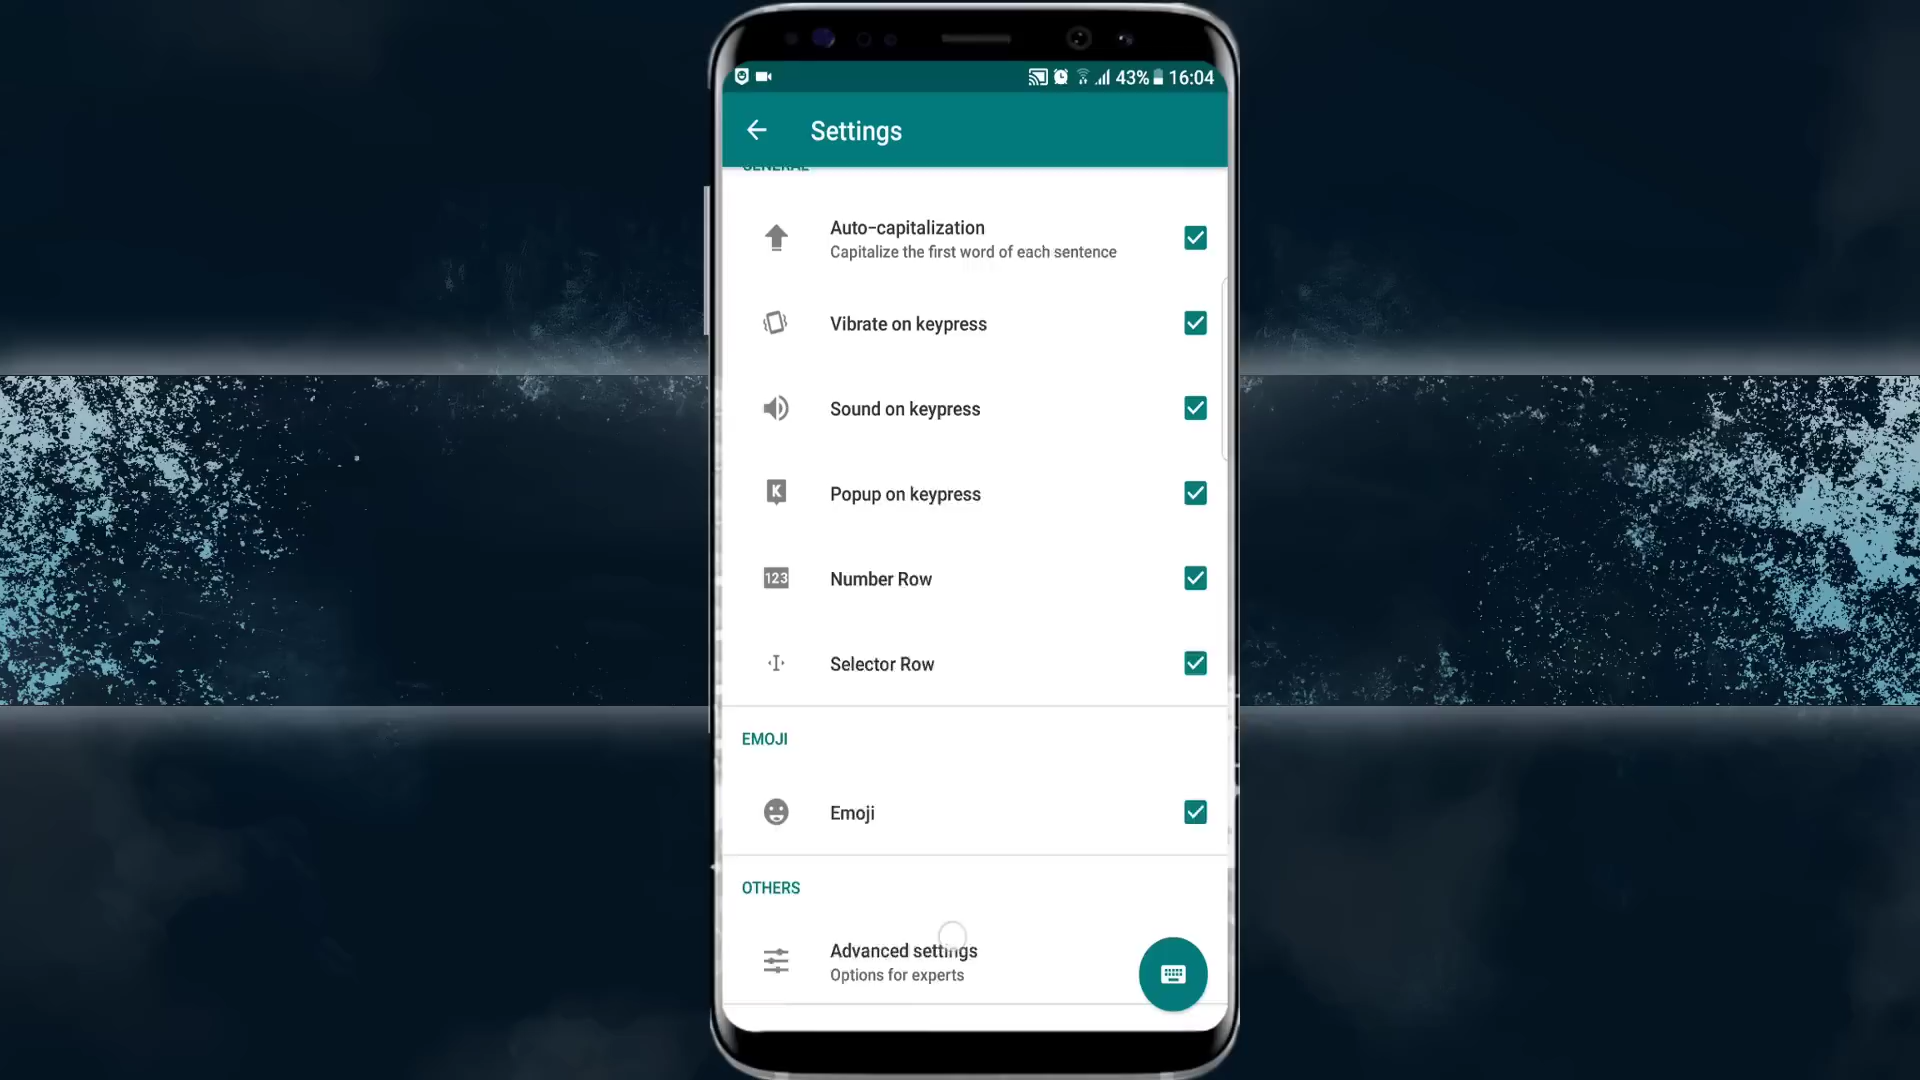 43% 16:04
Settings
GENERAL
Auto-capitalization
Capitalize the first word of each sentence
Vibrate on keypress
Sound on keypress
K
Popup on keypress
123
Number Row
Selector Row
EMOJI
Emoji
OTHERS
Advanced settings
Options for experts